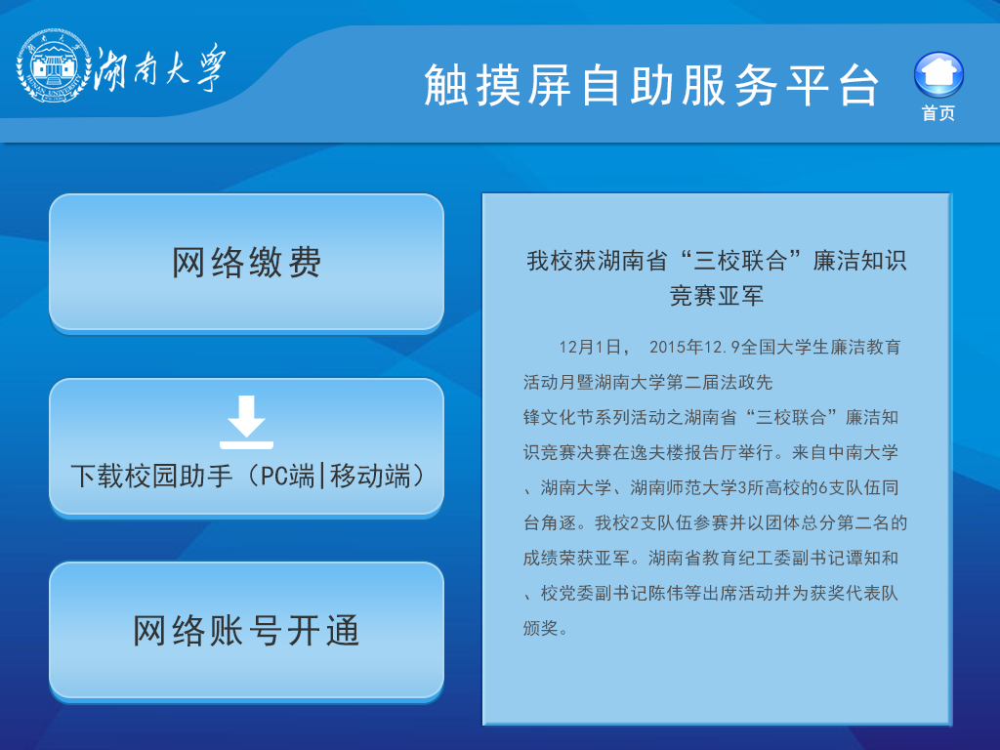 湖南大学
HUNAN UNIVERSITY
触摸屏自助服务平台
首页
网络缴费
下载校园助手（PC端|移动端）
网络账号开通
我校获湖南省“三校联合”廉洁知识
竞赛亚军
12月1日， 2015年12.9全国大学生廉洁教育
活动月暨湖南大学第二届法政先
锋文化节系列活动之湖南省“三校联合”廉洁知
识竞赛决赛在逸夫楼报告厅举行。来自中南大学
、湖南大学、湖南师范大学3所高校的6支队伍同
台角逐。我校2支队伍参赛并以团体总分第二名的
成绩荣获亚军。湖南省教育纪工委副书记谭知和
、校党委副书记陈伟等出席活动并为获奖代表队
颁奖。